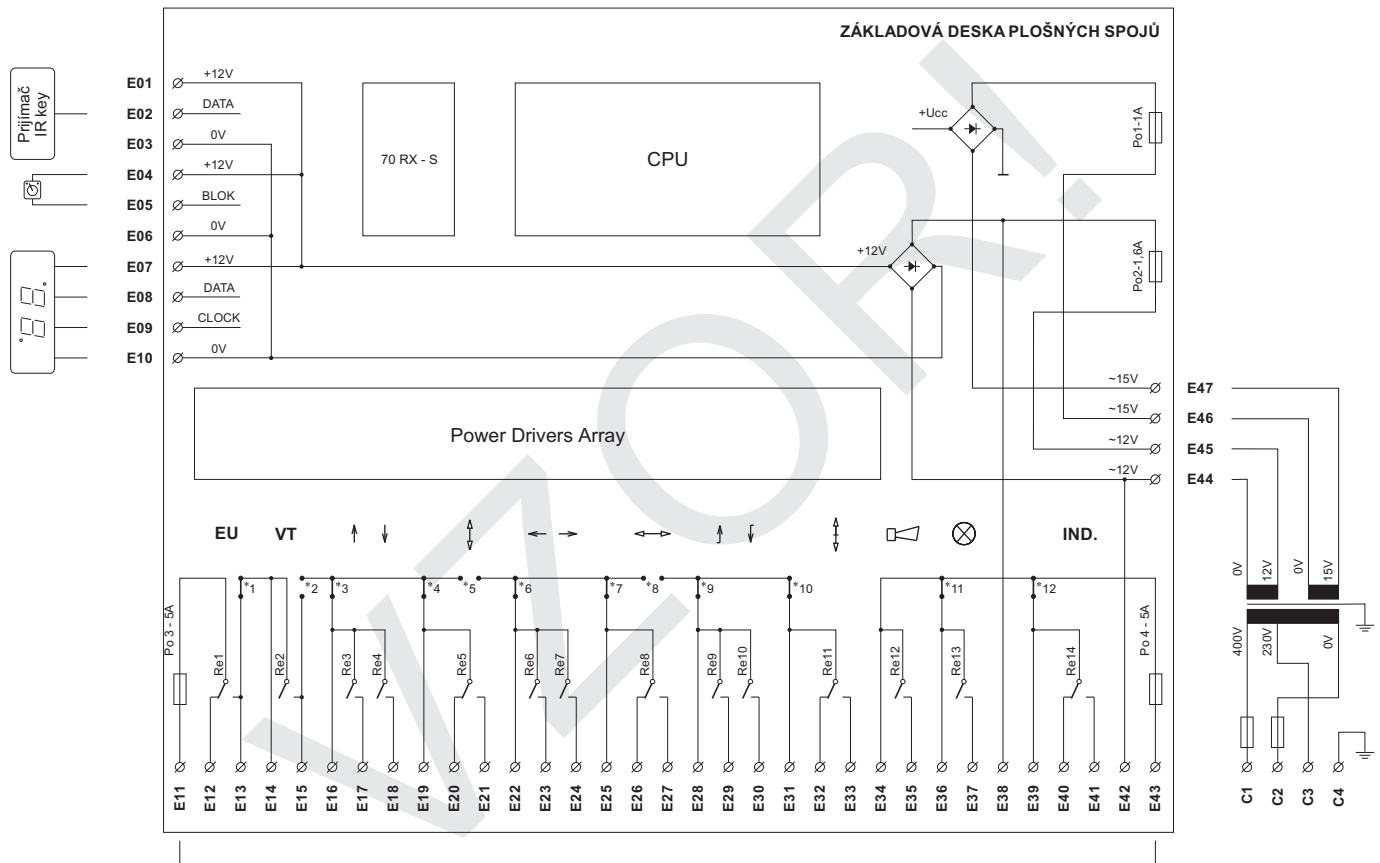 ZÁKLADOVÁ DESKA PLOŠNÝCH SPOJŮ
Prijímač
IR key
E01 +12V
E02 DATA
E03 0V
E04 +12V
E05 BLOK
E06 0V
E07 +12V
E08 DATA
E09 CLOCK
E10 0V
70 RX - S
CPU
+Ucc
Po1-1A
+12V
Po2-1,6A
~15V E47
~15V E46
~12V E45
~12V E44
Power Drivers Array
EU VT IND.
*1 *2 *3 *4 *5 *6 *7 *8 *9 *10 *11 *12
Po 3 - 5A
Re1 Re2 Re3 Re4 Re5 Re6 Re7 Re8 Re9 Re10 Re11 Re12 Re13 Re14
Po 4 - 5A
E11 E12 E13 E14 E15 E16 E17 E18 E19 E20 E21 E22 E23 E24 E25 E26 E27 E28 E29 E30 E31 E32 E33 E34 E35 E36 E37 E38 E39 E40 E41 E42 E43
0V 12V 0V 15V
400V 230V 0V
C1 C2 C3 C4
VZOR!